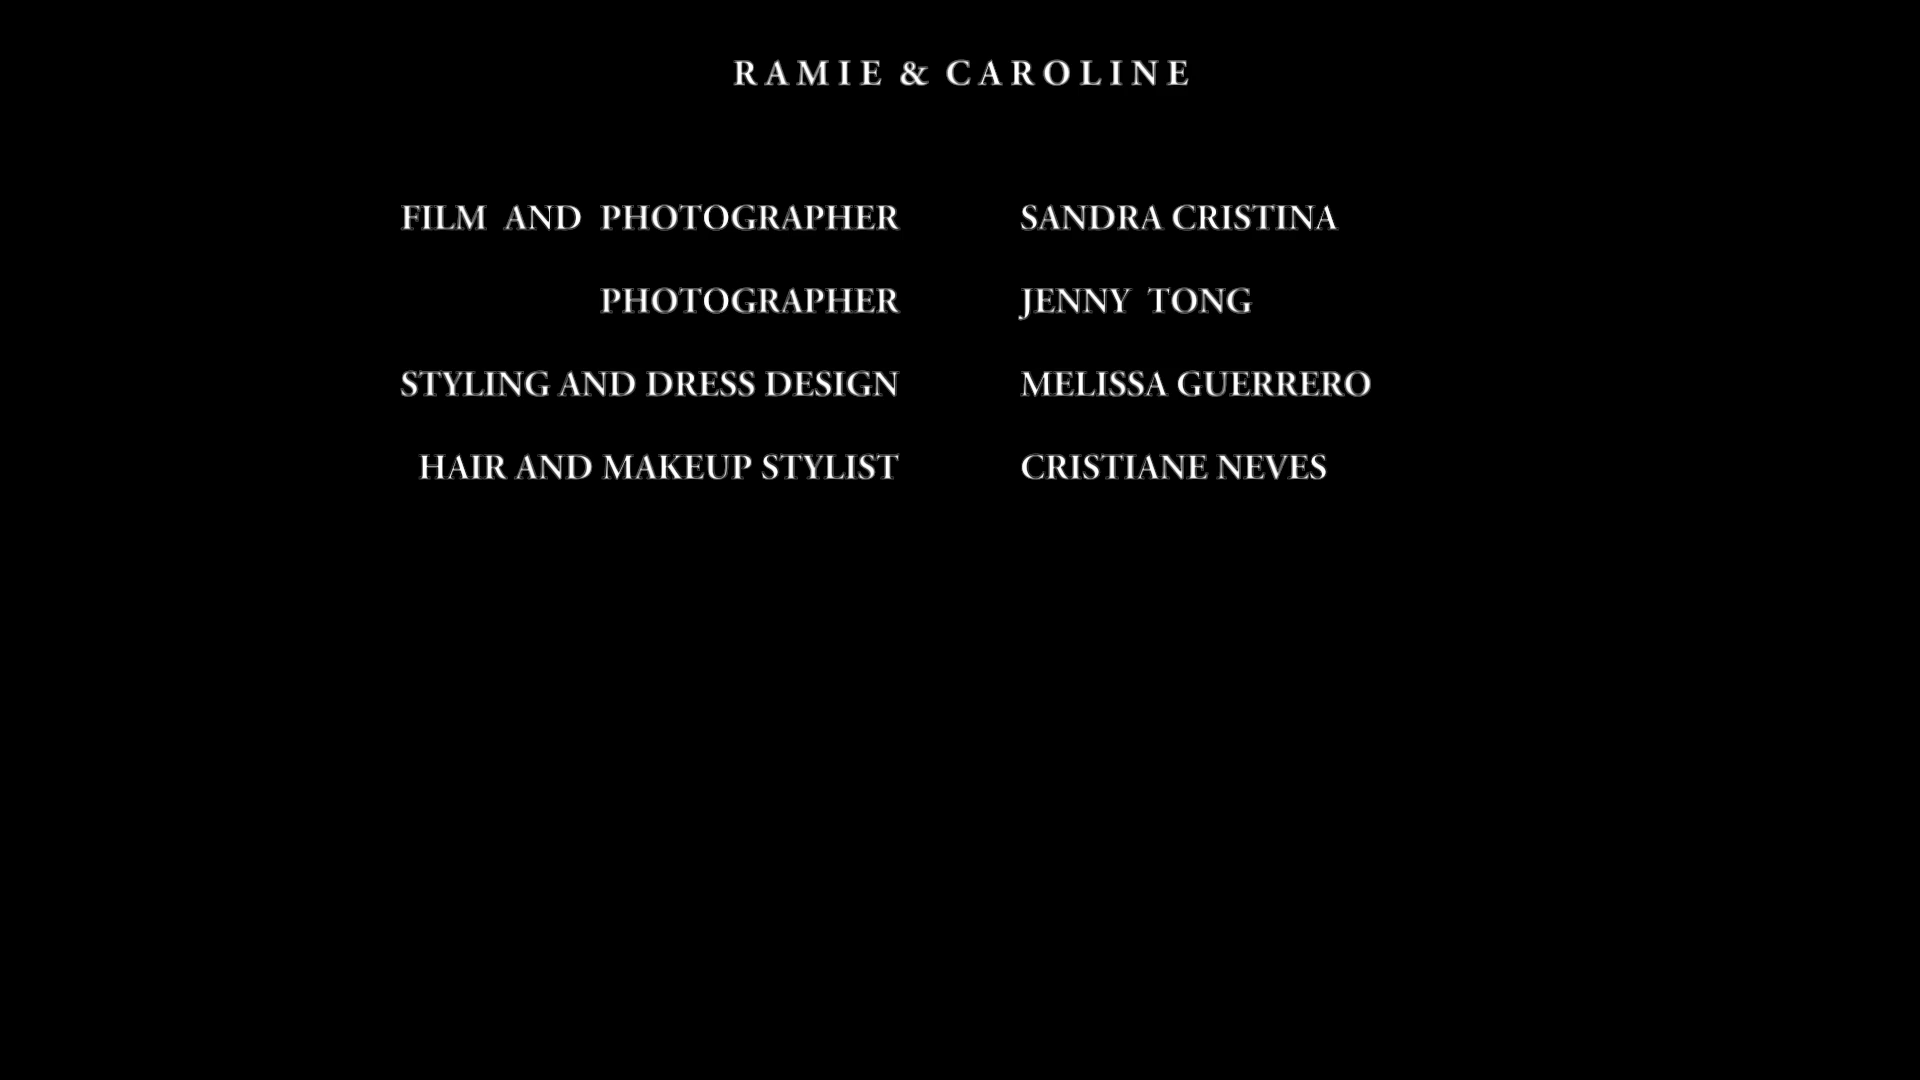 RAMIE & CAROLINE
FILM AND PHOTOGRAPHER SANDRA CRISTINA
PHOTOGRAPHER JENNY TONG
STYLING AND DRESS DESIGN MELISSA GUERRERO
HAIR AND MAKEUP STYLIST CRISTIANE NEVES